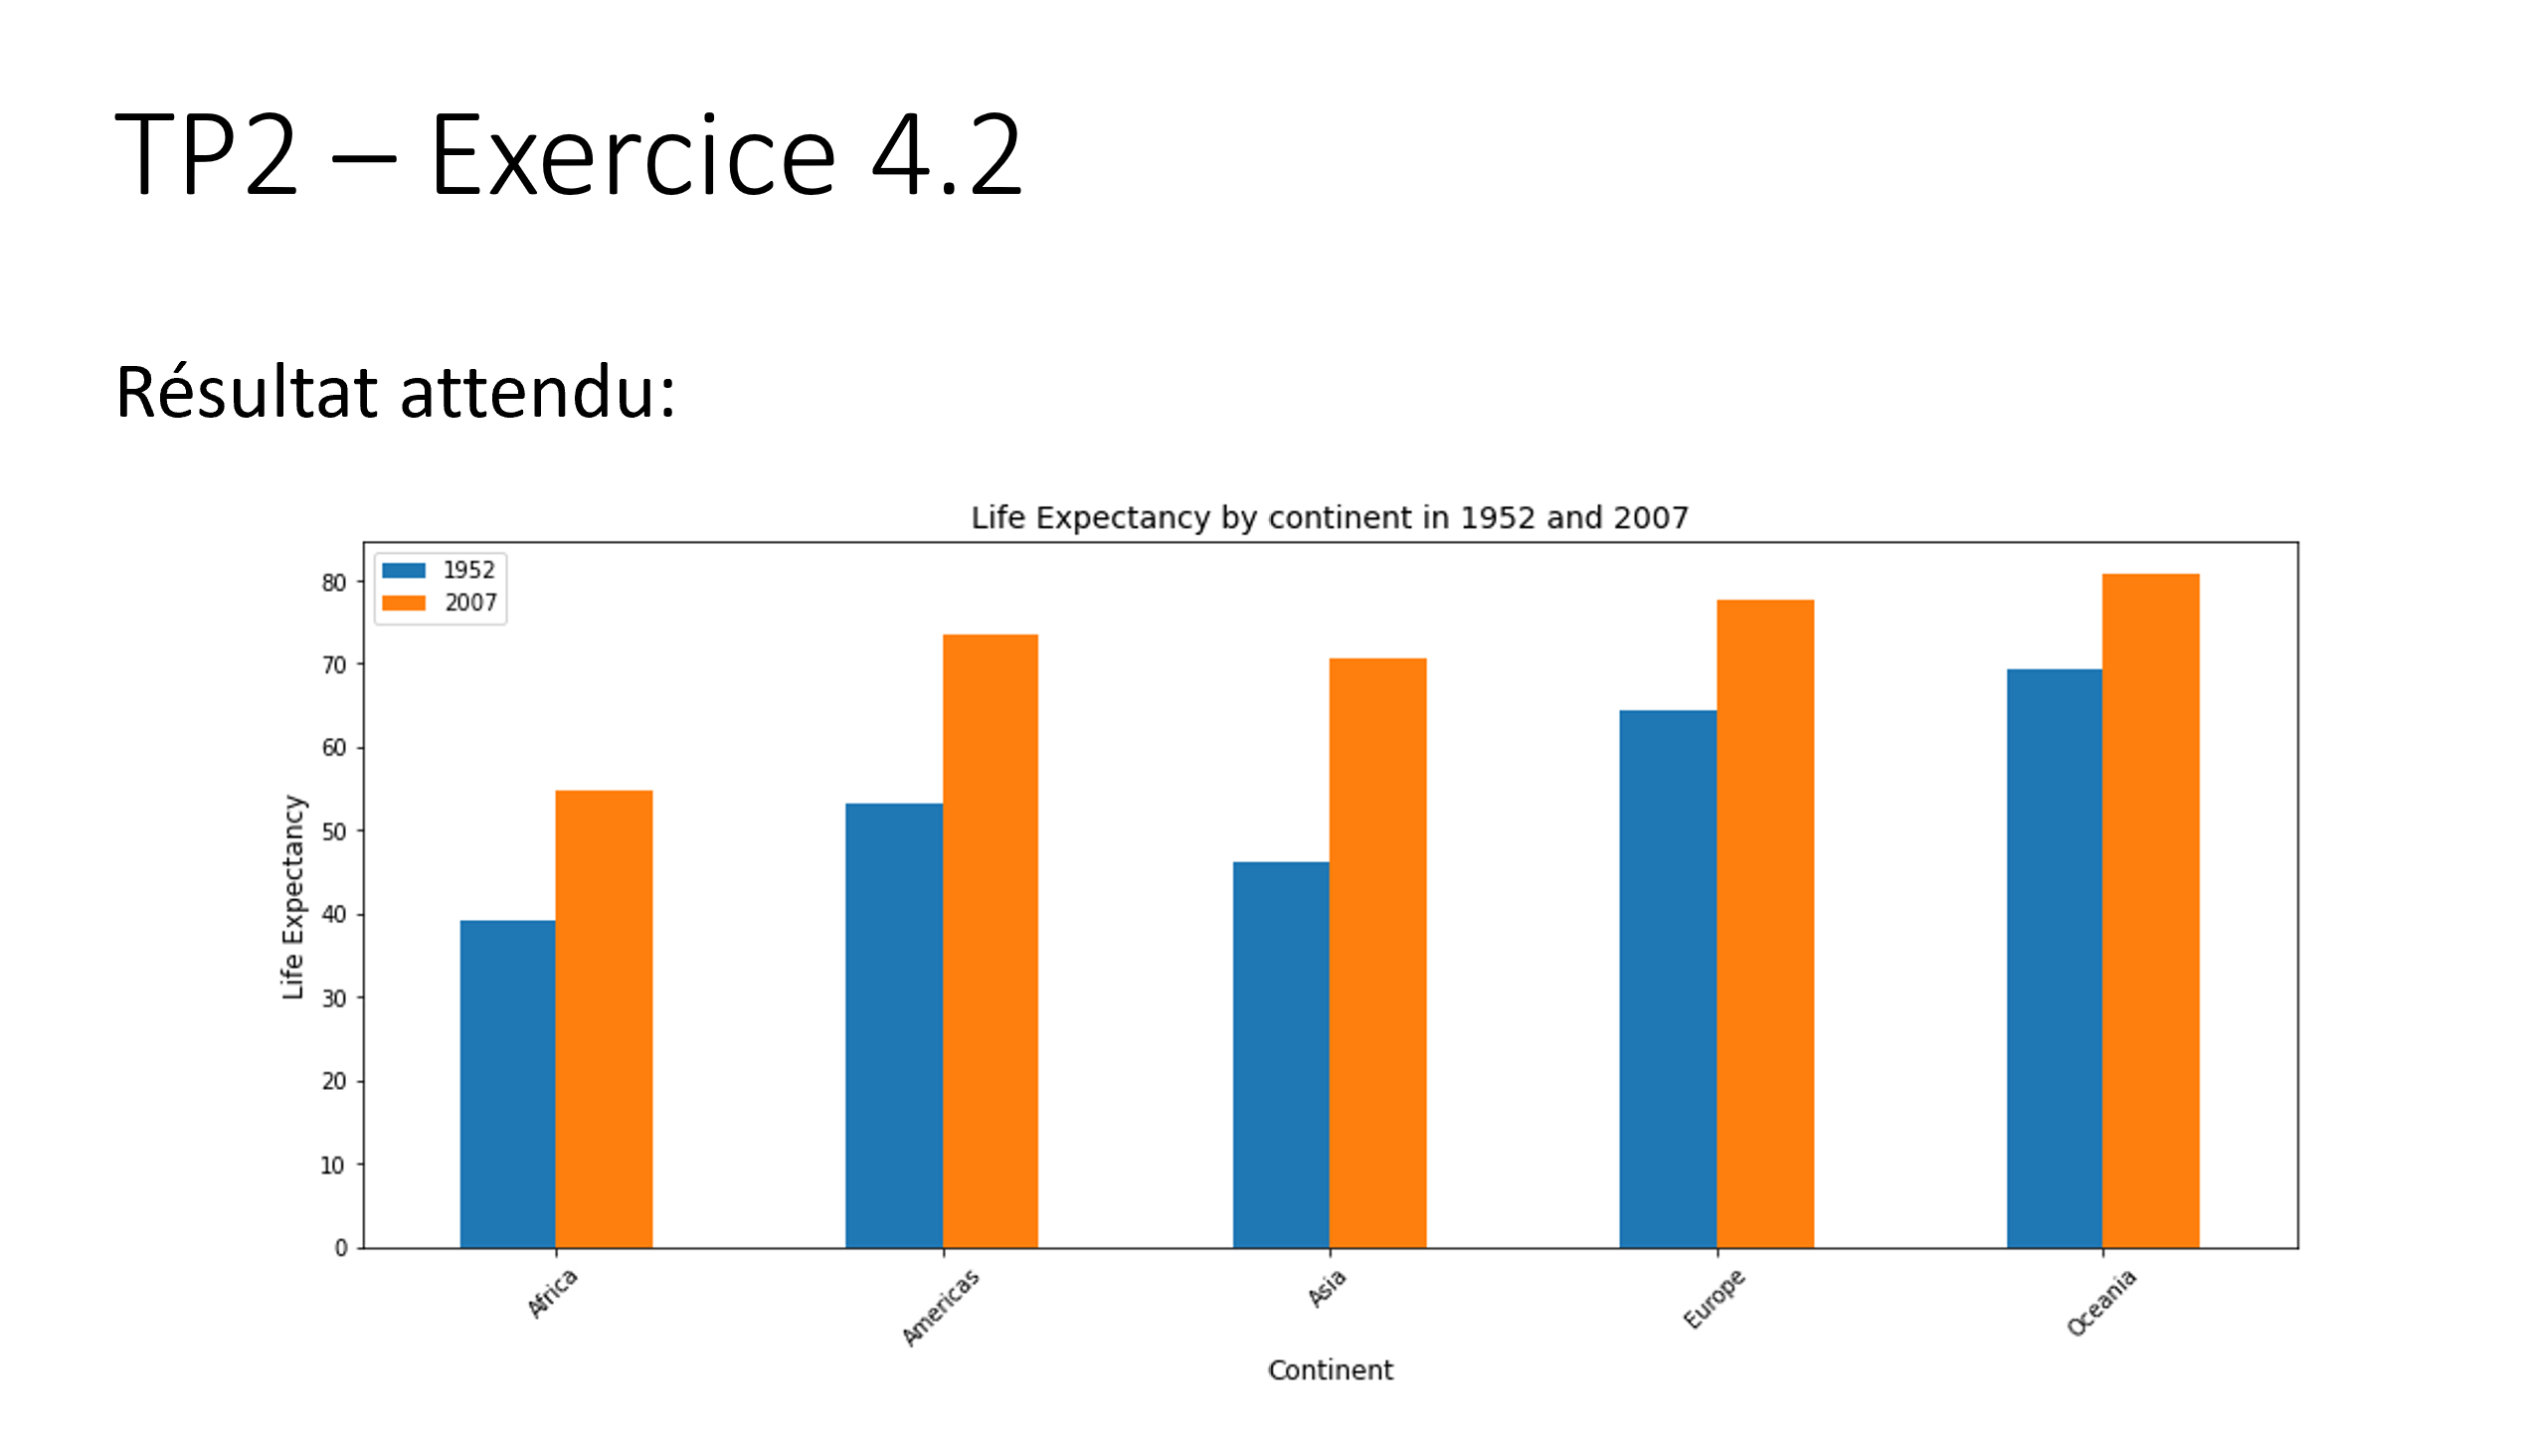 TP2 – Exercice 4.2
Résultat attendu:
Life Expectancy by continent in 1952 and 2007
1952
2007
80
70
60
50
40
30
20
10
0
Life Expectancy
Africa
Americas
Asia
Europe
Oceania
Continent